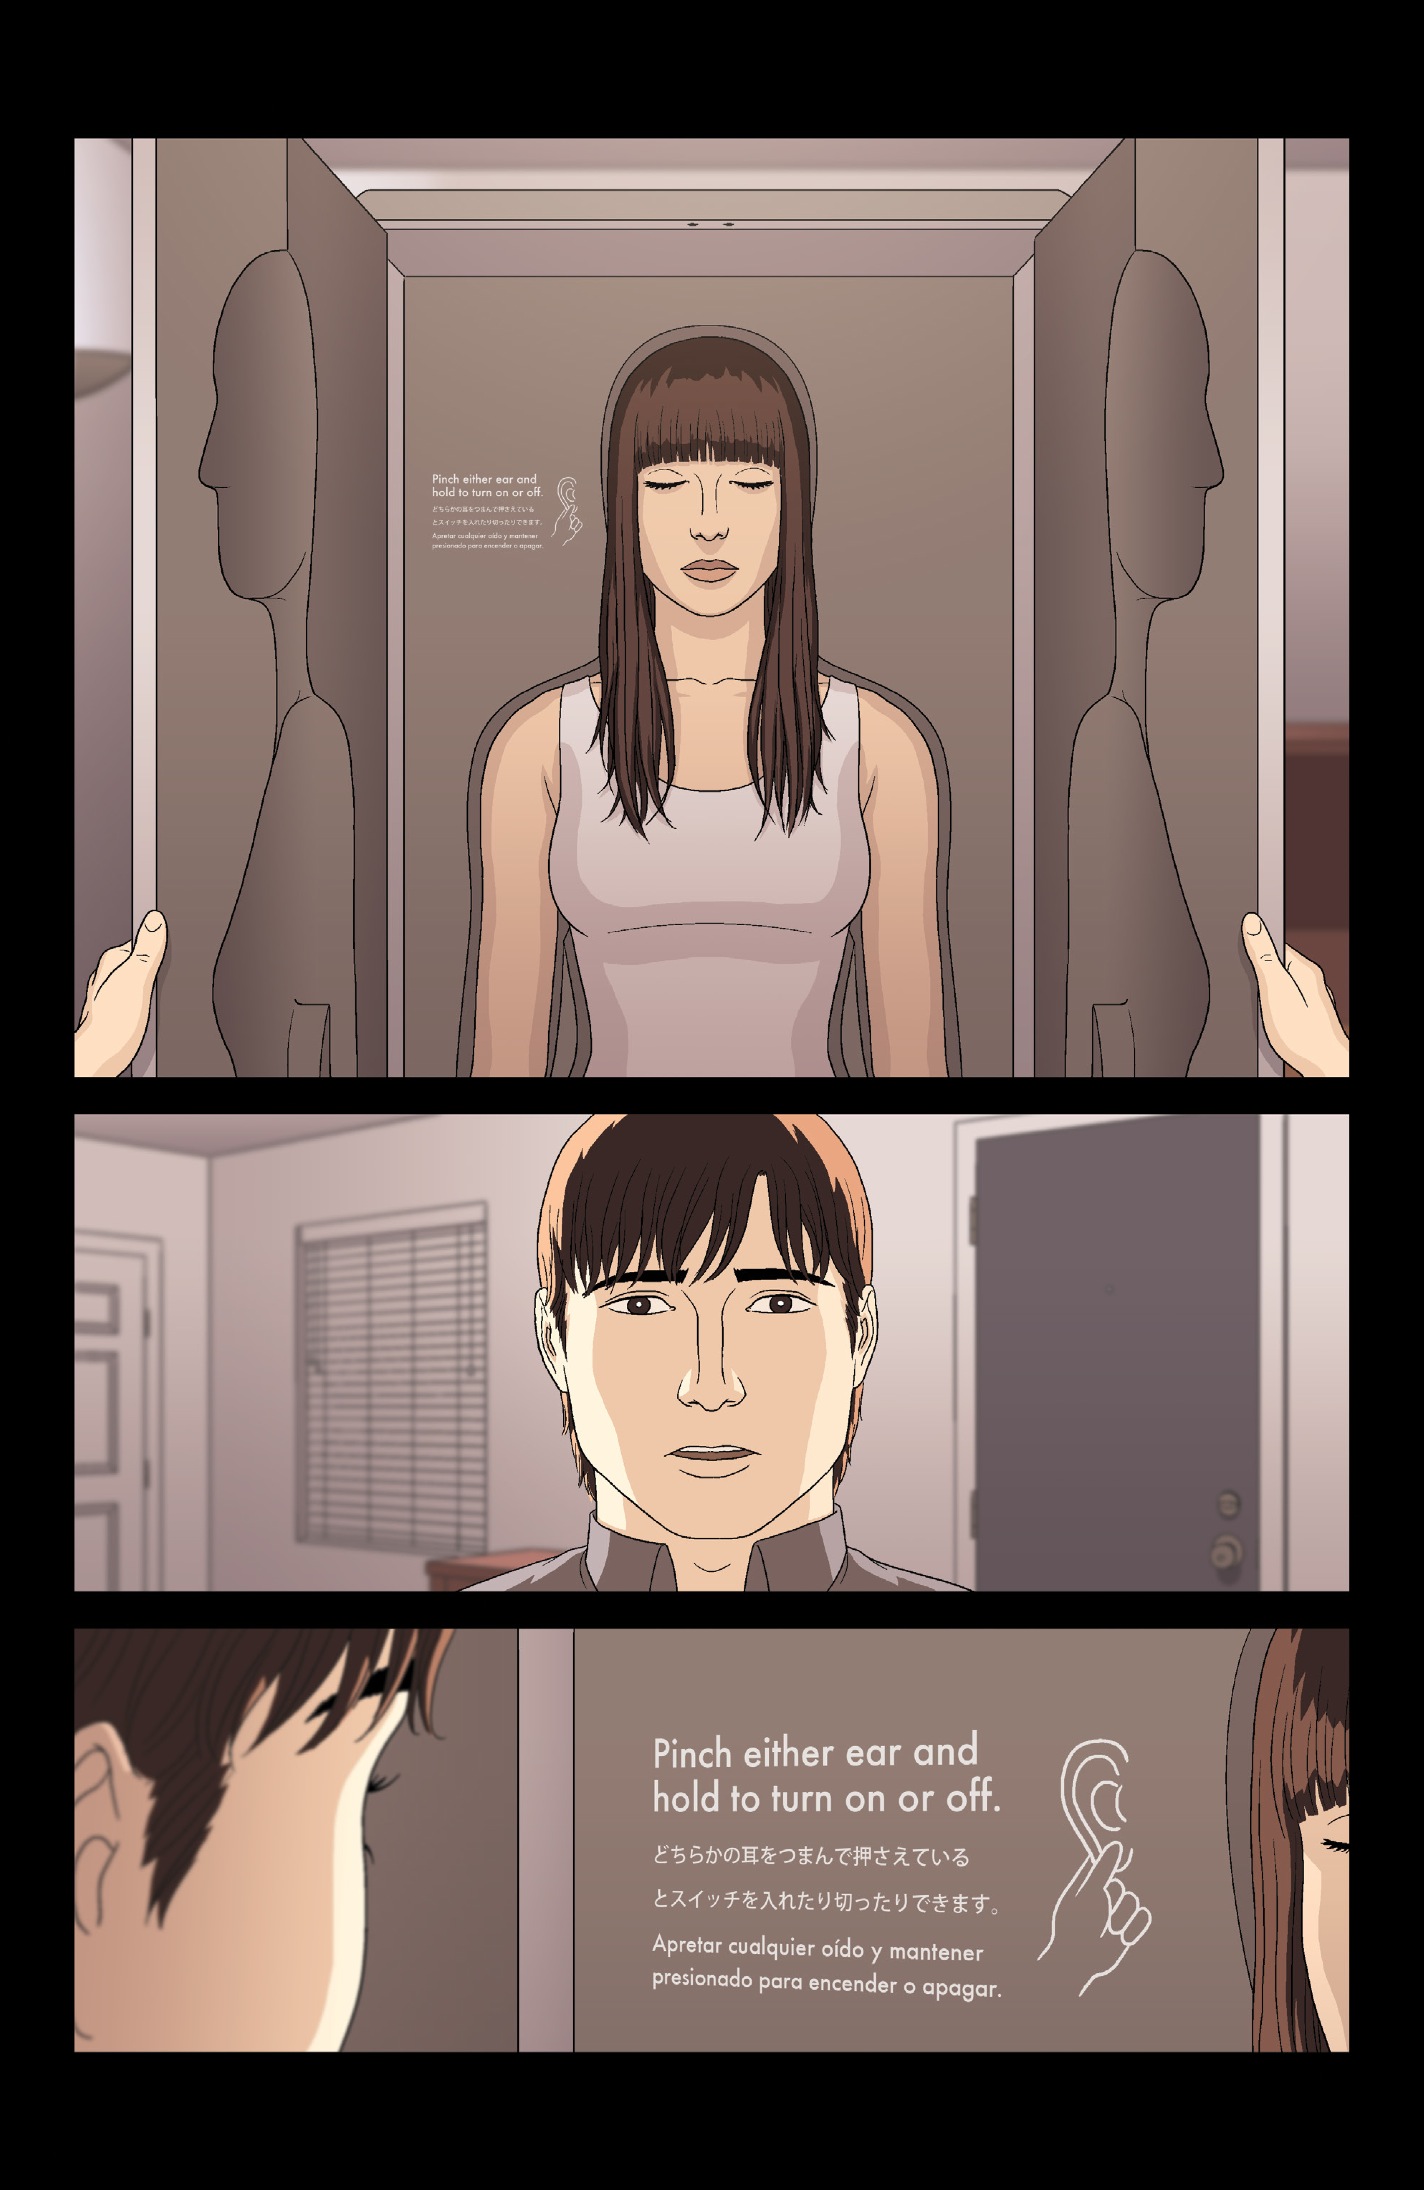 Pinch either ear and
hold to turn on or off.
どちらかの耳をつまんで押さえている
とスイッチを入れたり切ったりできます。
Apretar cualquier oído y mantener
presionado para encender o apagar.
Pinch either ear and
hold to turn on or off.
どちらかの耳をつまんで押さえている
とスイッチを入れたり切ったりできます。
Apretar cualquier oído y mantener
presionado para encender o apagar.